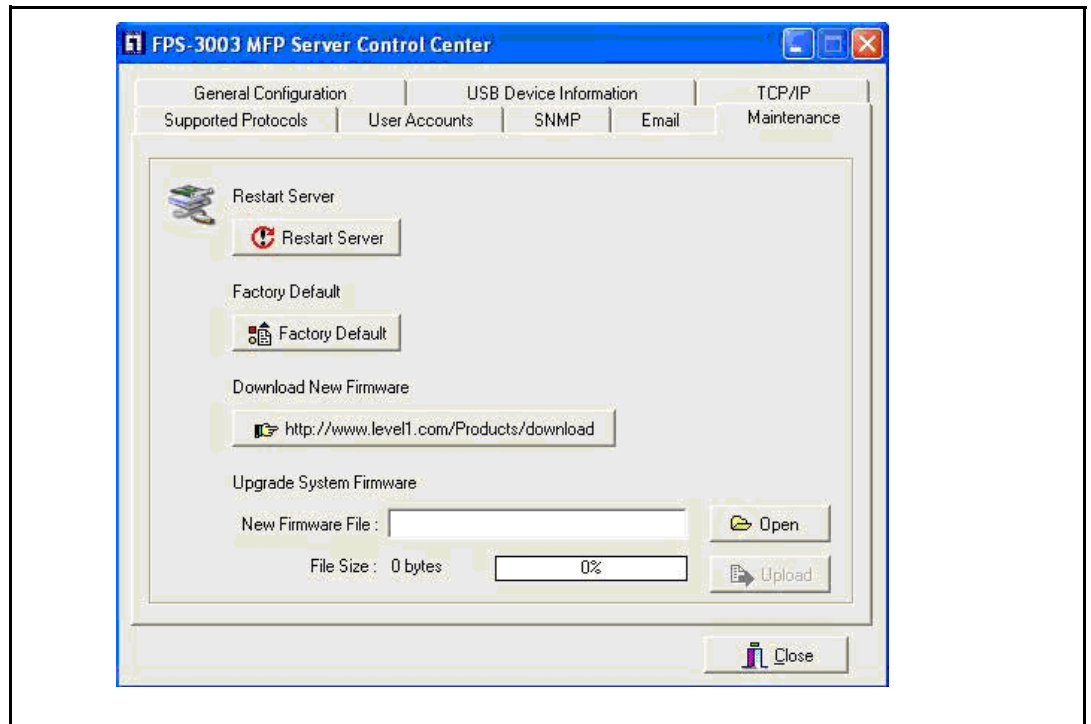 FPS-3003 MFP Server Control Center
General Configuration USB Device Information TCP/IP
Supported Protocols User Accounts SNMP Email Maintenance
Restart Server
Restart Server
Factory Default
Factory Default
Download New Firmware
http://www.level1.com/Products/download
Upgrade System Firmware
New Firmware File : Open
File Size : 0 bytes 0% Upload
Close